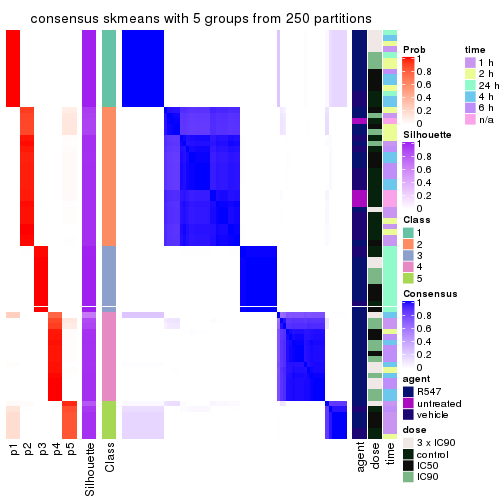 consensus skmeans with 5 groups from 250 partitions
Prob
1
0.8
0.6
0.4
0.2
0
Silhouette
1
0.8
0.6
0.4
0.2
0
Class
1
2
3
4
5
Consensus
1
0.8
0.6
0.4
0.2
0
agent
R547
untreated
vehicle
dose
3 x IC90
control
IC50
IC90
time
1 h
2 h
24 h
4 h
6 h
n/a
p1
p2
p3
p4
p5
Silhouette
Class
agent
dose
time